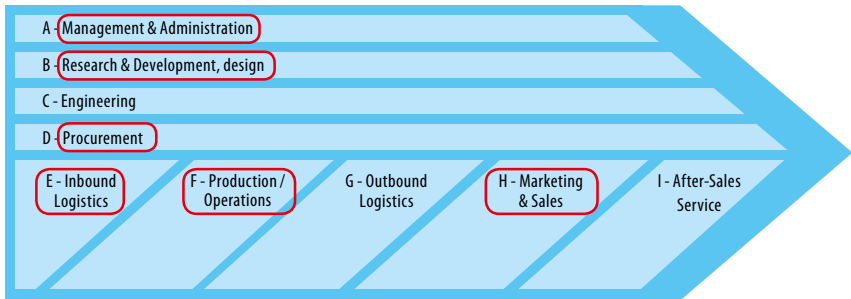 A - Management & Administration
B - Research & Development, design
C - Engineering
D - Procurement
E - Inbound
Logistics
F - Production /
Operations
G - Outbound
Logistics
H - Marketing
& Sales
I - After-Sales
Service